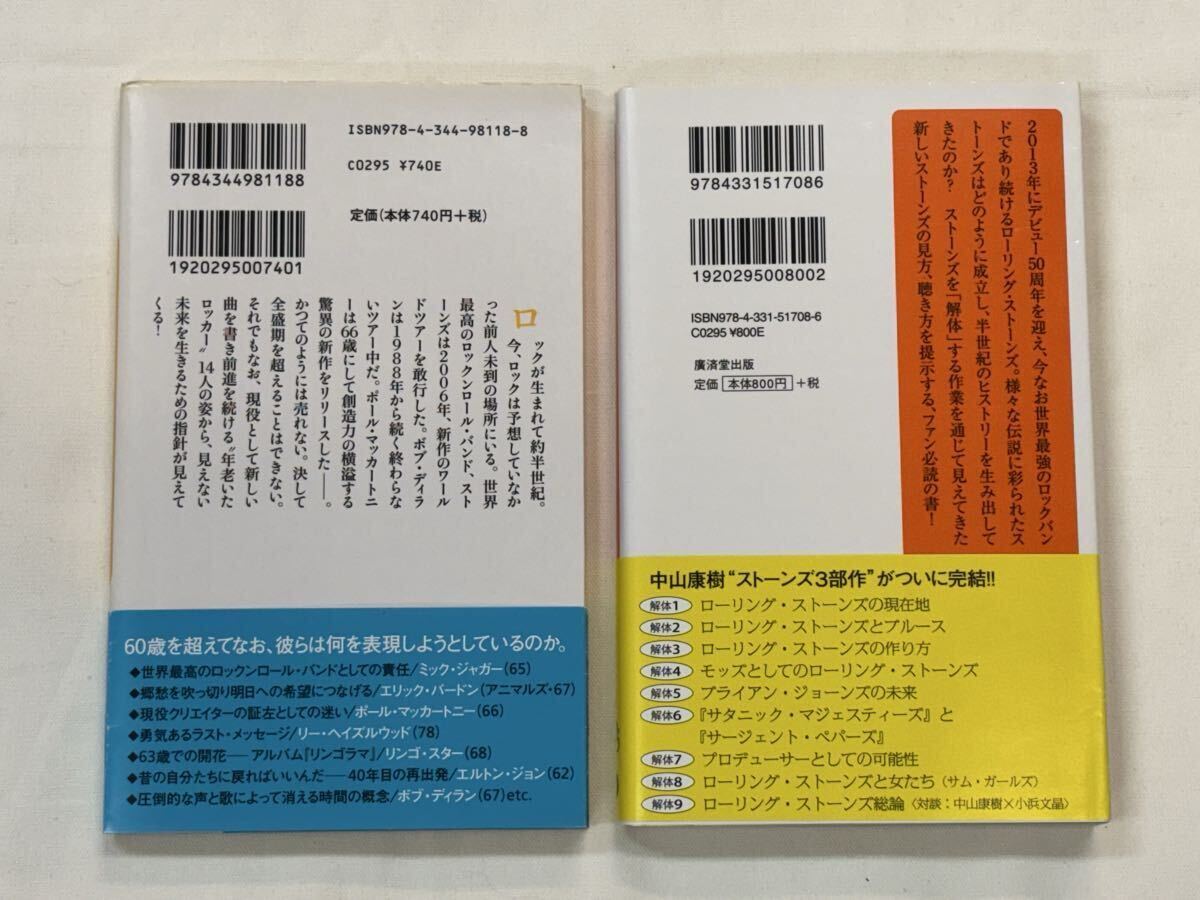 ISBN978-4-344-98118-8
9784344981188
C0295 ¥740E
定価(本体740円+税)
1920295007401
ロックが生まれて約半世紀。
今、ロックは予想していなか
った前人未到の場所にいる。世界
最高のロックンロール・バンド、スト
ーンズは2006年、新作のワール
ドツアーを敢行した。ボブ・ディラ
ンは1988年から続く終わらな
いツアー中だ。ポール・マッカートニ
ーは66歳にして創造力の横溢する
驚異の新作をリリースした――。
かつてのようには売れない。決して
全盛期を超えることはできない。
それでもなお、現役として新しい
曲を書き前進を続ける〝年老いた
ロッカー〟14人の姿から、見えない
未来を生きるための指針が見えて
くる!
60歳を超えてなお、彼らは何を表現しようとしているのか。
◆世界最高のロックンロール・バンドとしての責任/ミック・ジャガー(65)
◆郷愁を吹っ切り明日への希望につなげる/エリック・バードン(アニマルズ・67)
◆現役クリエイターの証左としての迷い/ポール・マッカートニー(66)
◆勇気あるラスト・メッセージ/リー・ヘイズルウッド(78)
◆63歳での開花── アルバム『リンゴラマ』/リンゴ・スター(68)
◆昔の自分たちに戻ればいいんだ──40年目の再出発/エルトン・ジョン(62)
◆圧倒的な声と歌によって消える時間の概念/ボブ・ディラン(67)etc.
9784331517086
1920295008002
ISBN978-4-331-51708-6
C0295 ¥800E
廣済堂出版
定価 本体800円 +税
2013年にデビュー50周年を迎え、今なお世界最強のロックバン
ドであり続けるローリング・ストーンズ。様々な伝説に彩られたス
トーンズはどのように成立し、半世紀のヒストリーを生み出して
きたのか? ストーンズを「解体」する作業を通じて見えてきた
新しいストーンズの見方、聴き方を提示する、ファン必読の書!
中山康樹“ストーンズ3部作”がついに完結!!
解体1 ローリング・ストーンズの現在地
解体2 ローリング・ストーンズとブルース
解体3 ローリング・ストーンズの作り方
解体4 モッズとしてのローリング・ストーンズ
解体5 ブライアン・ジョーンズの未来
解体6 『サタニック・マジェスティーズ』と
『サージェント・ペパーズ』
解体7 プロデューサーとしての可能性
解体8 ローリング・ストーンズと女たち〈サム・ガールズ〉
解体9 ローリング・ストーンズ総論〈対談:中山康樹×小浜文晶〉